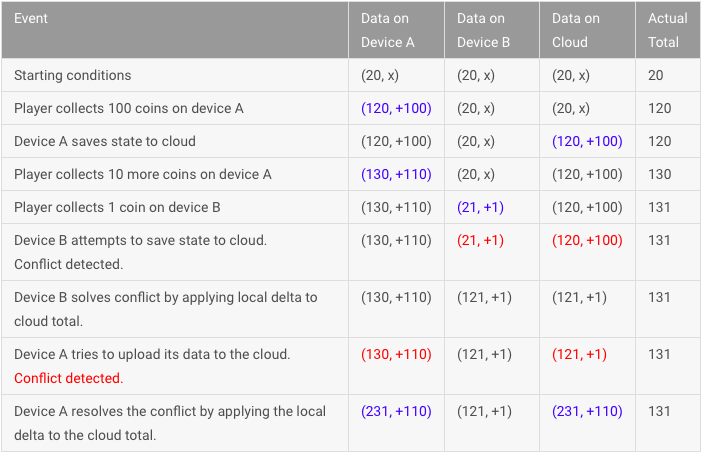 Event Data on Data on Data on Actual
Device A Device B Cloud Total
Starting conditions (20, x) (20, x) (20, x) 20
Player collects 100 coins on device A (120, +100) (20, x) (20, x) 120
Device A saves state to cloud (120, +100) (20, x) (120, +100) 120
Player collects 10 more coins on device A (130, +110) (20, x) (120, +100) 130
Player collects 1 coin on device B (130, +110) (21, +1) (120, +100) 131
Device B attempts to save state to cloud. (130, +110) (21, +1) (120, +100) 131
Conflict detected.
Device B solves conflict by applying local delta to (130, +110) (121, +1) (121, +1) 131
cloud total.
Device A tries to upload its data to the cloud. (130, +110) (121, +1) (121, +1) 131
Conflict detected.
Device A resolves the conflict by applying the local (231, +110) (121, +1) (231, +110) 131
delta to the cloud total.